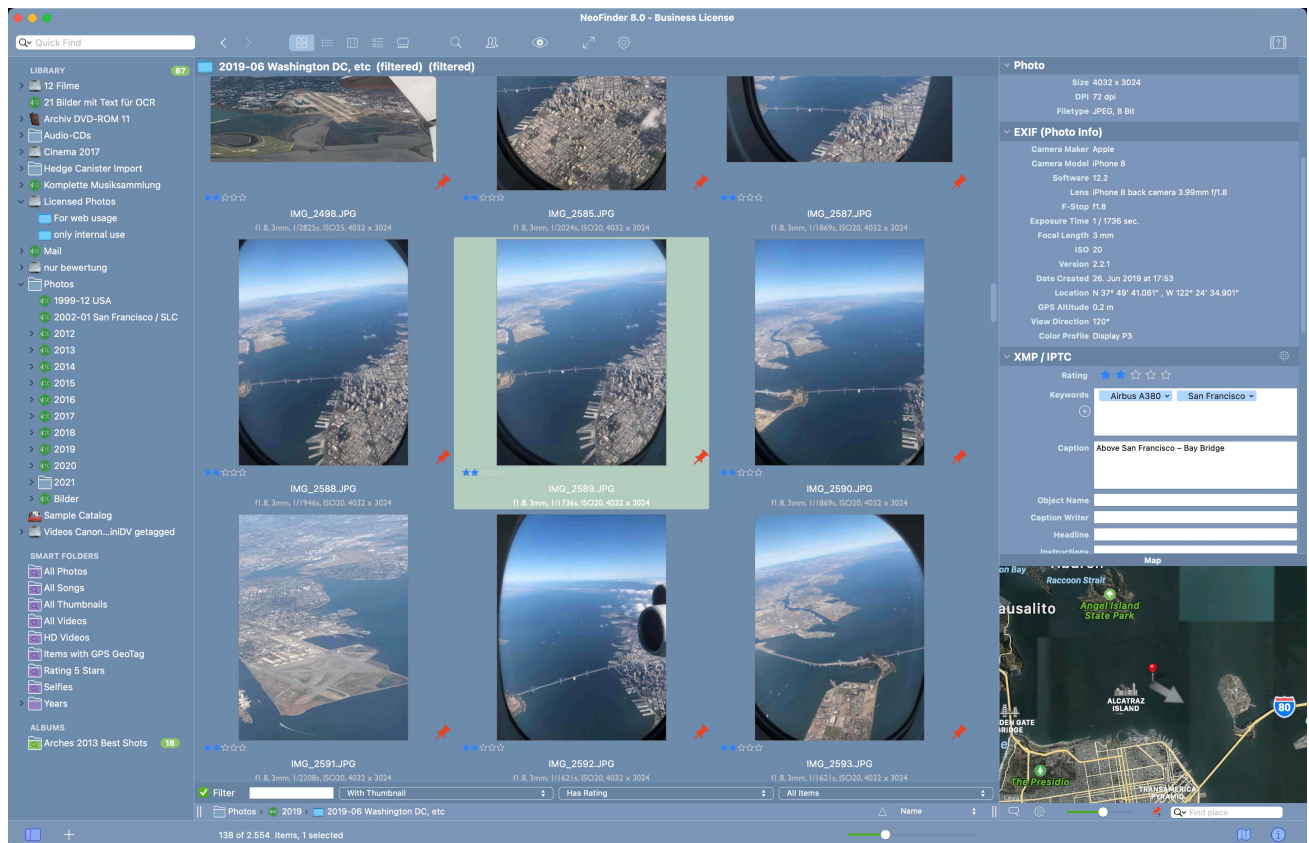 NeoFinder 8.0 - Business License
Quick Find
LIBRARY 67
12 Filme
21 Bilder mit Text für OCR
Archiv DVD-ROM 11
Audio-CDs
Cinema 2017
Hedge Canister Import
Komplette Musiksammlung
Licensed Photos
For web usage
only internal use
Mail
nur bewertung
Photos
1999-12 USA
2002-01 San Francisco / SLC
2012
2013
2014
2015
2016
2017
2018
2019
2020
2021
Bilder
Sample Catalog
Videos Canon...iniDV getagged
SMART FOLDERS
All Photos
All Songs
All Thumbnails
All Videos
HD Videos
Items with GPS GeoTag
Rating 5 Stars
Selfies
Years
ALBUMS
Arches 2013 Best Shots 18
2019-06 Washington DC, etc (filtered) (filtered)
IMG_2498.JPG
f1.8, 3mm, 1/2825s, ISO25, 4032 x 3024
IMG_2585.JPG
f1.8, 3mm, 1/2024s, ISO20, 4032 x 3024
IMG_2587.JPG
f1.8, 3mm, 1/1869s, ISO20, 4032 x 3024
IMG_2588.JPG
f1.8, 3mm, 1/1946s, ISO20, 4032 x 3024
IMG_2589.JPG
f1.8, 3mm, 1/1736s, ISO20, 4032 x 3024
IMG_2590.JPG
f1.8, 3mm, 1/1869s, ISO20, 4032 x 3024
IMG_2591.JPG
f1.8, 3mm, 1/2208s, ISO20, 4032 x 3024
IMG_2592.JPG
f1.8, 3mm, 1/1621s, ISO20, 4032 x 3024
IMG_2593.JPG
f1.8, 3mm, 1/1621s, ISO20, 4032 x 3024
Filter With Thumbnail Has Rating All Items
Photos › 2019 › 2019-06 Washington DC, etc Name
138 of 2.554 Items, 1 selected
Photo
Size 4032 x 3024
DPI 72 dpi
Filetype JPEG, 8 Bit
EXIF (Photo Info)
Camera Maker Apple
Camera Model iPhone 8
Software 12.2
Lens iPhone 8 back camera 3.99mm f/1.8
F-Stop f1.8
Exposure Time 1 / 1736 sec.
Focal Length 3 mm
ISO 20
Version 2.2.1
Date Created 26. Jun 2019 at 17:53
Location N 37° 49' 41.061" , W 122° 24' 34.901"
GPS Altitude 0.2 m
View Direction 120°
Color Profile Display P3
XMP / IPTC
Rating
Keywords Airbus A380 San Francisco
Caption Above San Francisco – Bay Bridge
Object Name
Caption Writer
Headline
Instructions
Map
on Bay
Raccoon Strait
ausalito
Angel Island
State Park
ALCATRAZ
ISLAND
80
DEN GATE
BRIDGE
The Presidio
TRANSAMERICA
PYRAMID
Find place